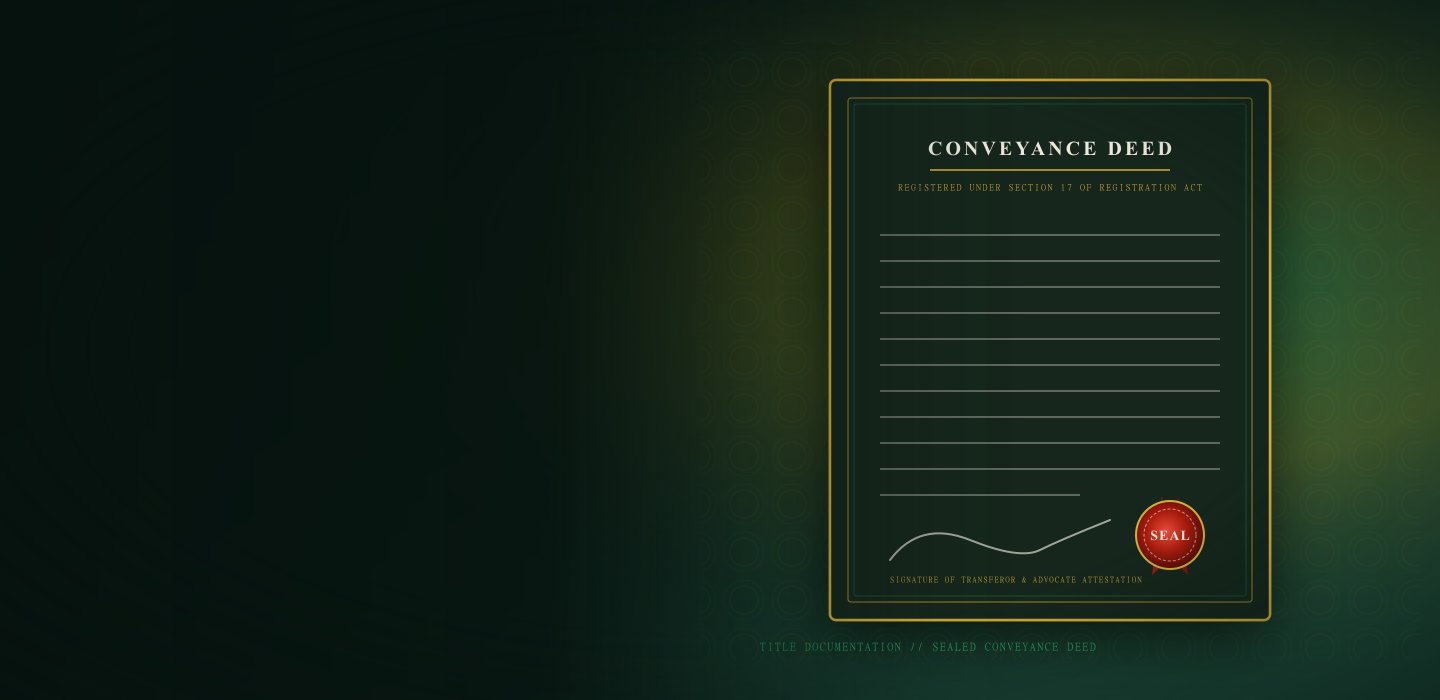 CONVEYANCE DEED
REGISTERED UNDER SECTION 17 OF REGISTRATION ACT
SEAL
SIGNATURE OF TRANSFEROR & ADVOCATE ATTESTATION
TITLE DOCUMENTATION // SEALED CONVEYANCE DEED